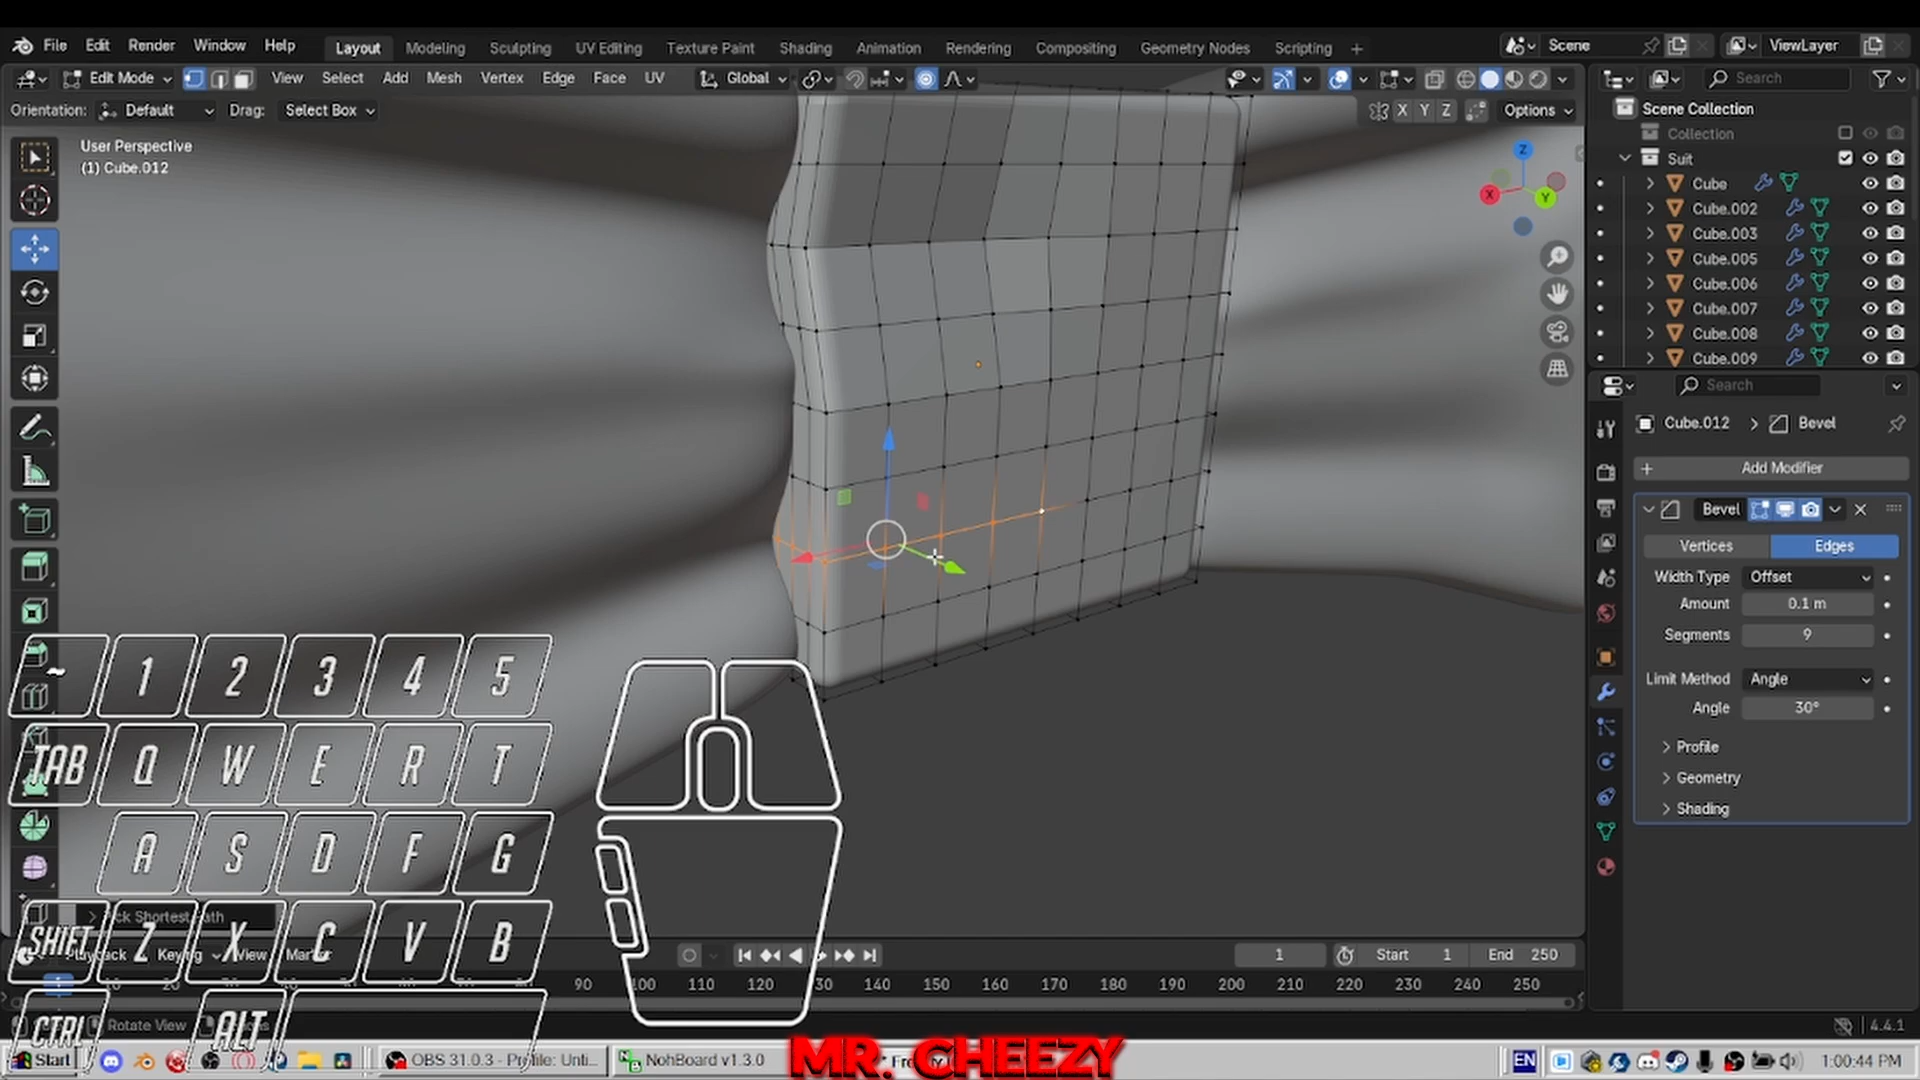 File Edit Render Window Help Layout Modeling Sculpting UV Editing Texture Paint Shading Animation Rendering Compositing Geometry Nodes Scripting Scene ViewLayer
Edit Mode View Select Add Mesh Vertex Edge Face UV Global Search
Orientation: Default Drag: Select Box X Y Z Options
User Perspective
(1) Cube.012
Z
X
Y
Scene Collection
Collection
Suit
Cube
Cube.002
Cube.003
Cube.005
Cube.006
Cube.007
Cube.008
Cube.009
Search
Cube.012 > Bevel
Add Modifier
Bevel
Vertices Edges
Width Type Offset
Amount 0.1 m
Segments 9
Limit Method Angle
Angle 30°
Profile
Geometry
Shading
~ 1 2 3 4 5
TAB Q W E R T
A S D F G
SHIFT Z X C V B
CTRL ALT
1 Start 1 End 250
90 100 110 120 130 140 150 160 170 180 190 200 210 220 230 240 250
Rotate View
4.4.1
Start OBS 31.0.3 - Profile: Unti... NohBoard v1.3.0 EN 1:00:44 PM
MR. CHEEZY